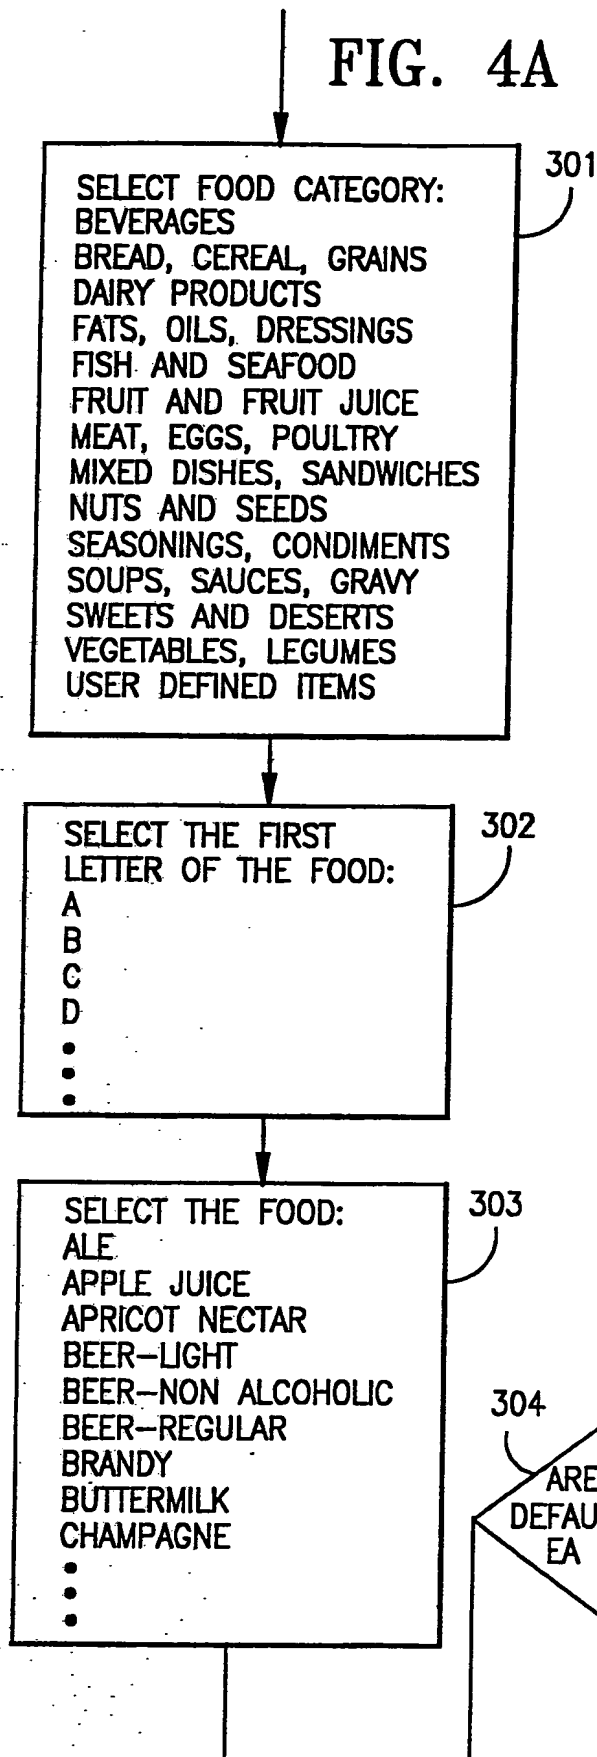 FIG. 4A
301
SELECT FOOD CATEGORY:
BEVERAGES
BREAD, CEREAL, GRAINS
DAIRY PRODUCTS
FATS, OILS, DRESSINGS
FISH AND SEAFOOD
FRUIT AND FRUIT JUICE
MEAT, EGGS, POULTRY
MIXED DISHES, SANDWICHES
NUTS AND SEEDS
SEASONINGS, CONDIMENTS
SOUPS, SAUCES, GRAVY
SWEETS AND DESERTS
VEGETABLES, LEGUMES
USER DEFINED ITEMS
302
SELECT THE FIRST
LETTER OF THE FOOD:
A
B
C
D
•
•
•
303
SELECT THE FOOD:
ALE
APPLE JUICE
APRICOT NECTAR
BEER-LIGHT
BEER-NON ALCOHOLIC
BEER-REGULAR
BRANDY
BUTTERMILK
CHAMPAGNE
•
•
•
304
ARE
DEFAU
EA